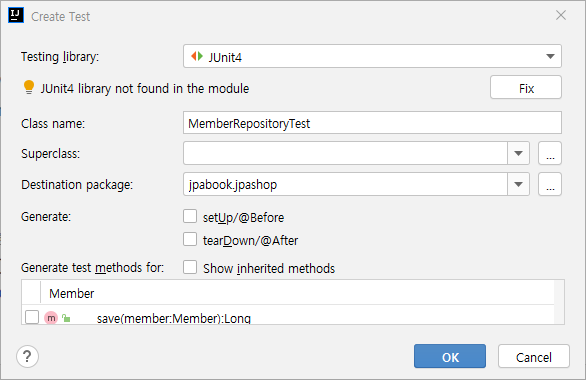 IJ Create Test
Testing library: JUnit4
JUnit4 library not found in the module Fix
Class name: MemberRepositoryTest
Superclass: ...
Destination package: jpabook.jpashop ...
Generate: setUp/@Before
tearDown/@After
Generate test methods for: Show inherited methods
Member
m save(member:Member):Long
? OK Cancel